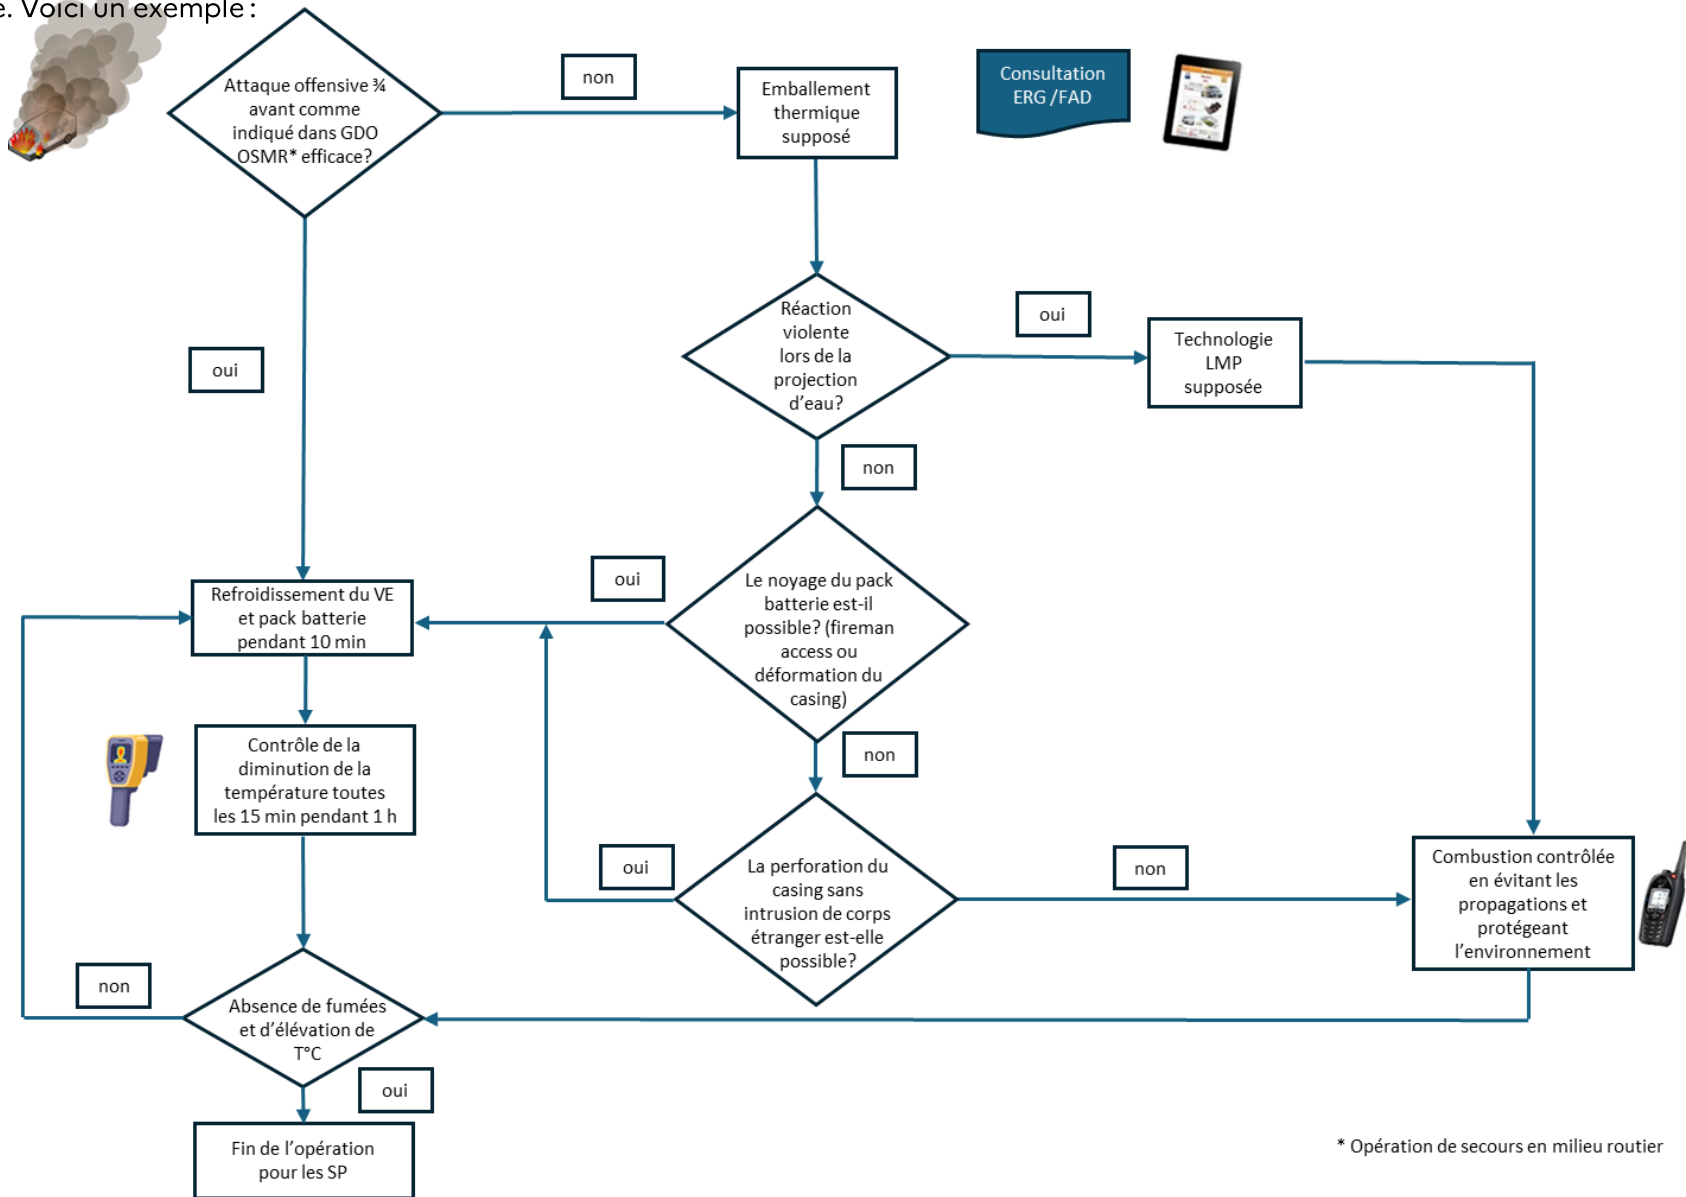 e. Voici un exemple :
Attaque offensive ¾
avant comme
indiqué dans GDO
OSMR* efficace?
non
Emballement
thermique
supposé
Consultation
ERG /FAD
Réaction
violente
lors de la
projection
d’eau?
oui
Technologie
LMP
supposée
oui
non
Le noyage du pack
batterie est-il
possible? (fireman
access ou
déformation du
casing)
oui
Refroidissement du VE
et pack batterie
pendant 10 min
non
Contrôle de la
diminution de la
température toutes
les 15 min pendant 1 h
La perforation du
casing sans
intrusion de corps
étranger est-elle
possible?
oui
non
Combustion contrôlée
en évitant les
propagations et
protégeant
l’environnement
Absence de fumées
et d’élévation de
T°C
non
oui
Fin de l’opération
pour les SP
* Opération de secours en milieu routier